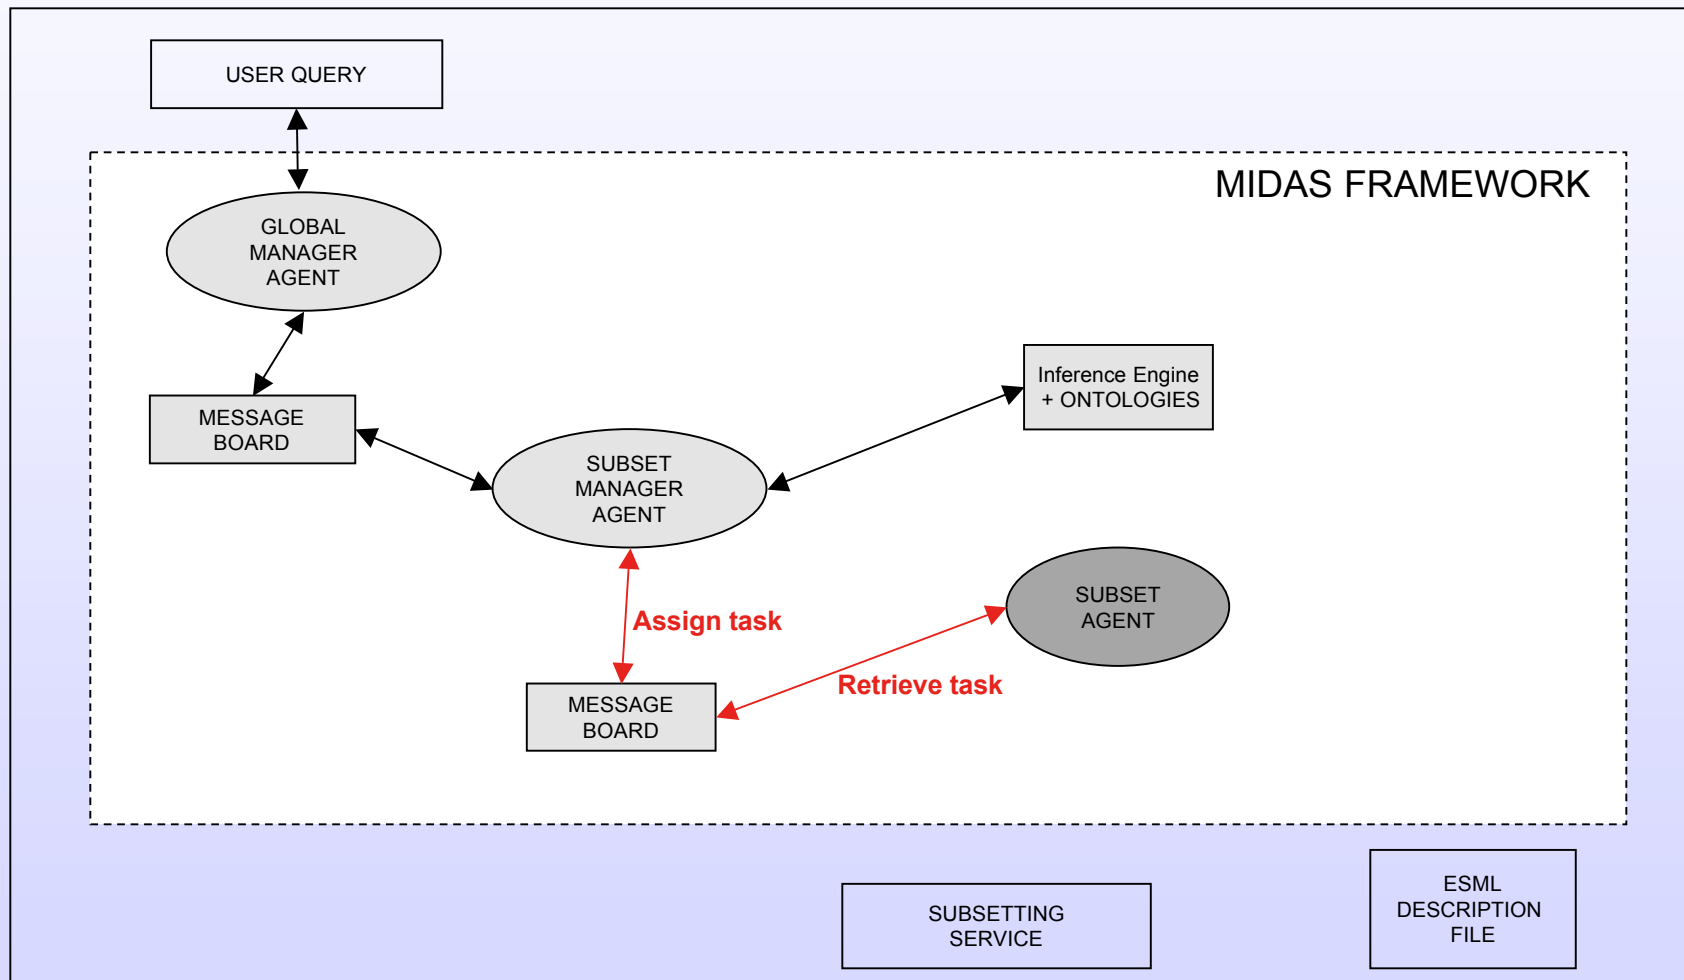 USER QUERY
MIDAS FRAMEWORK
GLOBAL
MANAGER
AGENT
Inference Engine
+ ONTOLOGIES
MESSAGE
BOARD
SUBSET
MANAGER
AGENT
SUBSET
AGENT
Assign task
Retrieve task
MESSAGE
BOARD
ESML
DESCRIPTION
FILE
SUBSETTING
SERVICE